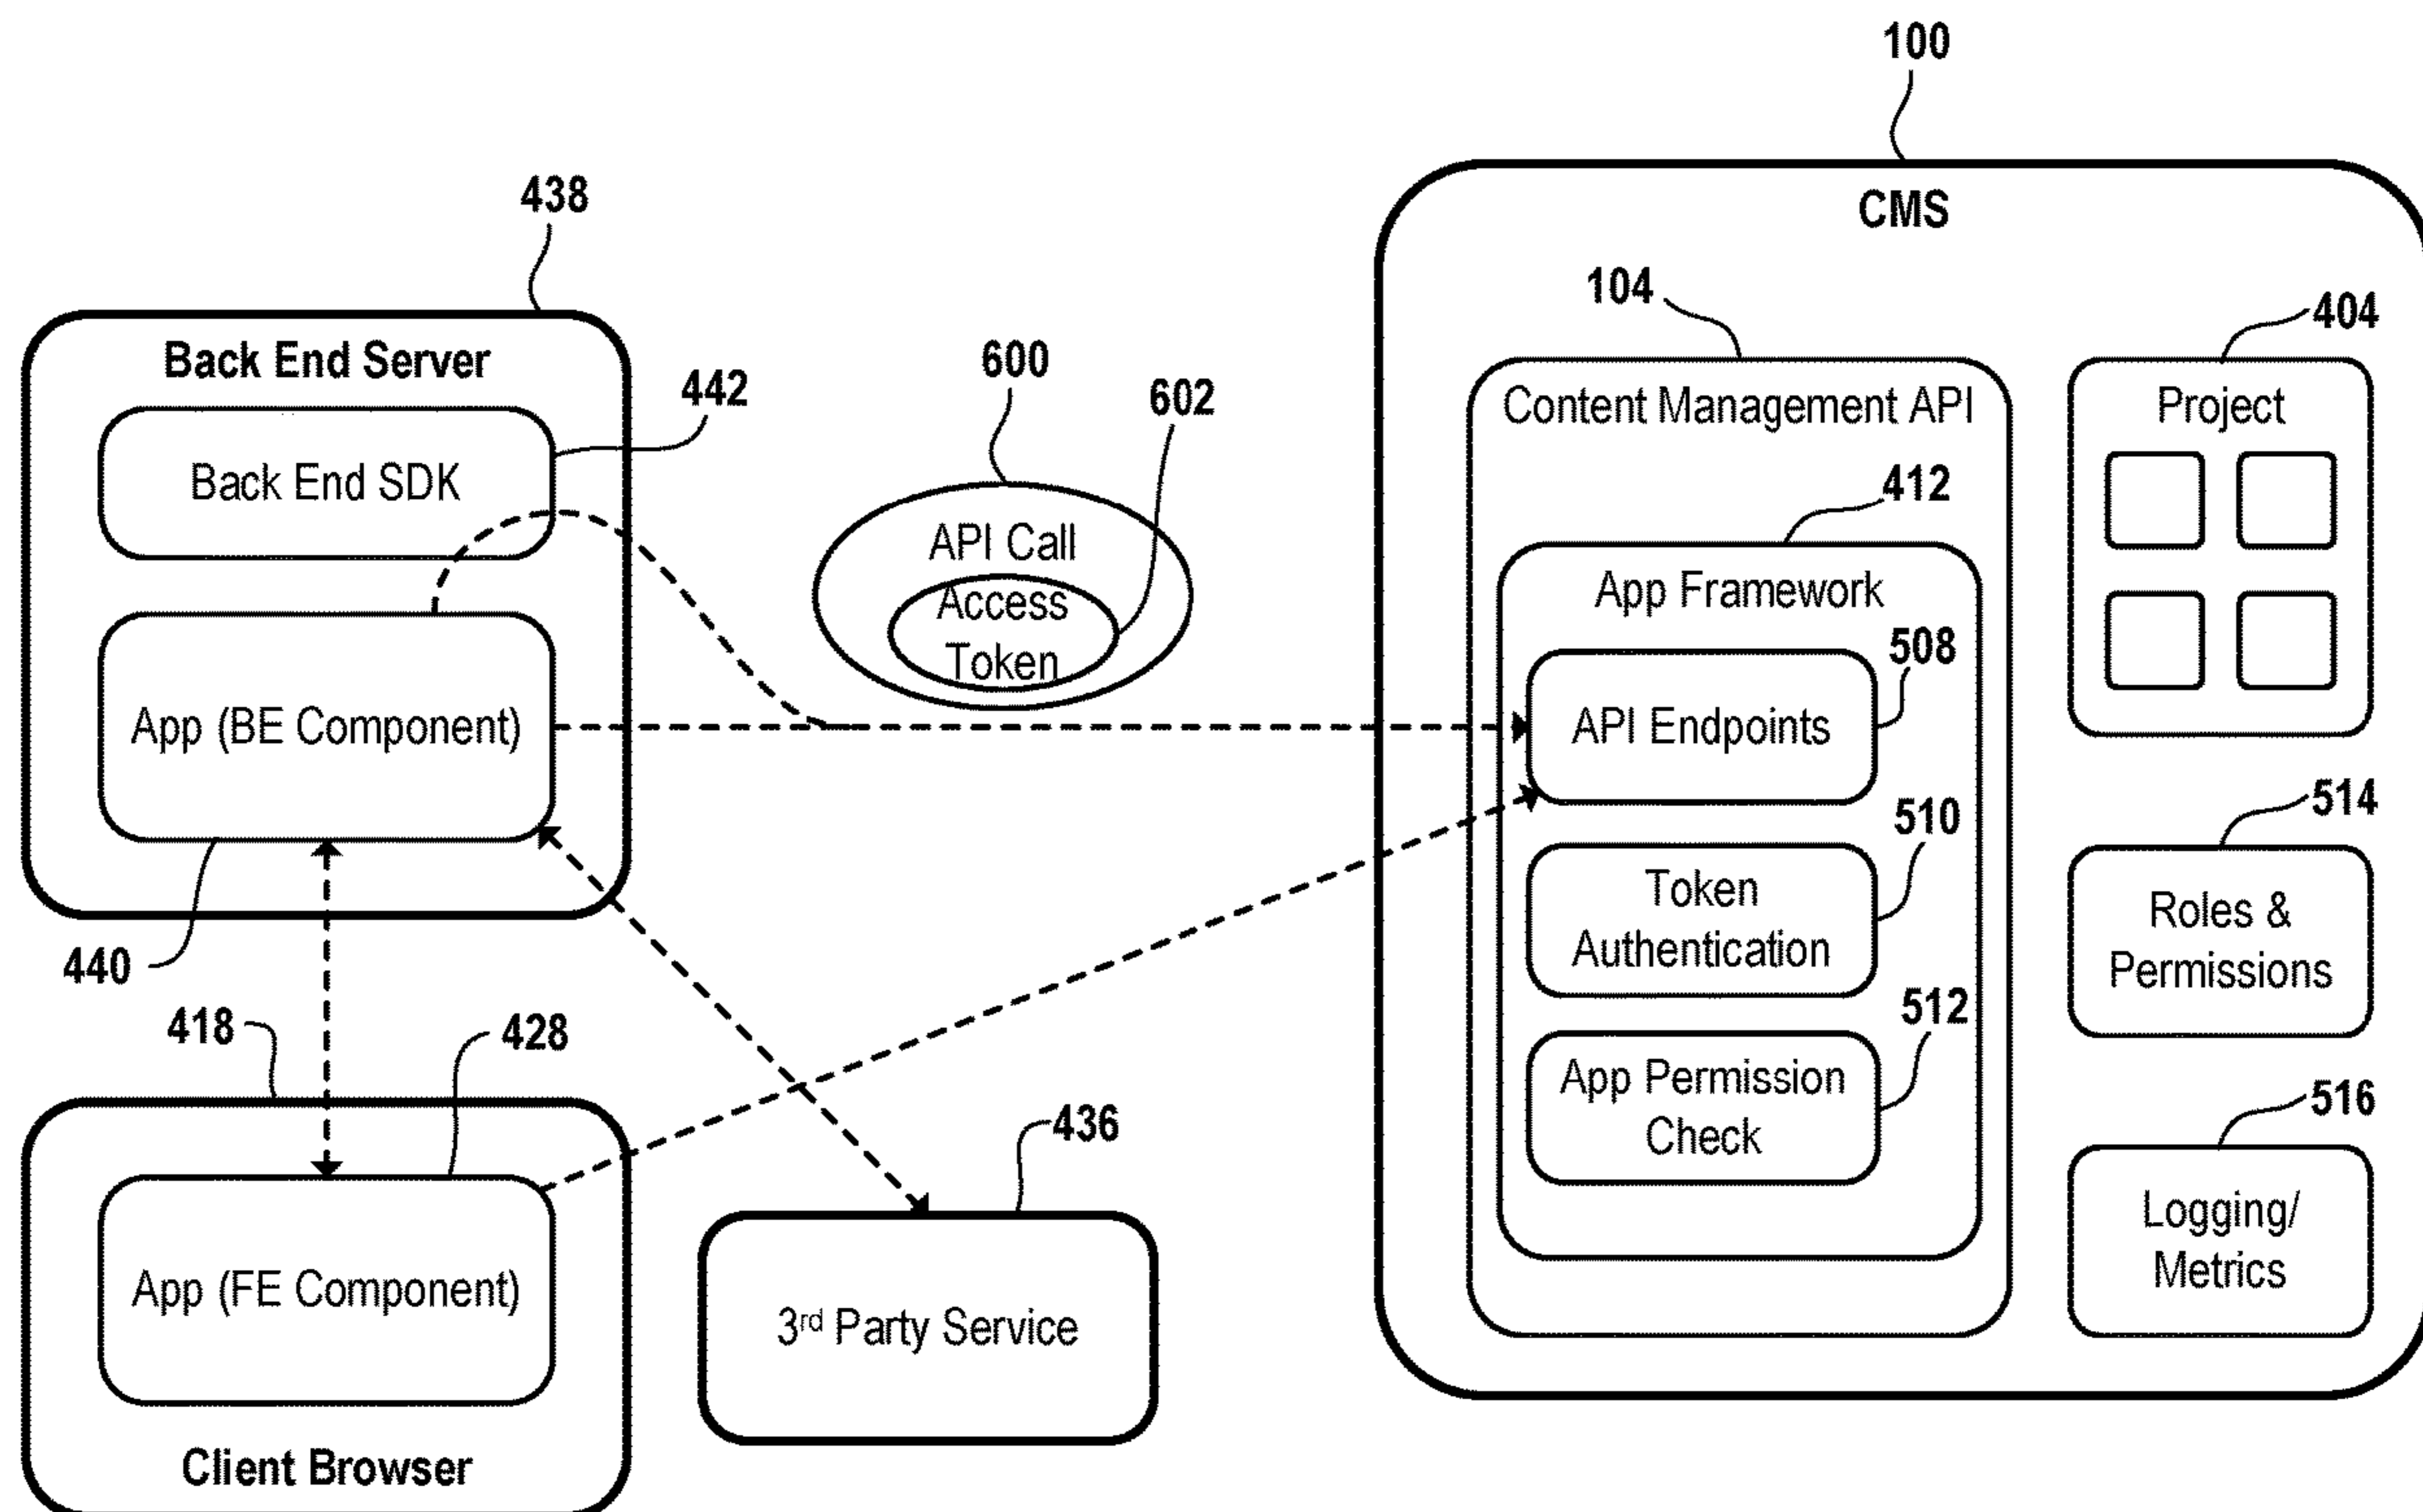 100
CMS
438
104
404
Back End Server
442
600
602
Content Management API
Project
Back End SDK
412
API Call
Access
Token
App Framework
508
App (BE Component)
API Endpoints
514
510
Token
Authentication
Roles &
Permissions
440
418
428
512
App Permission
Check
436
516
App (FE Component)
3rd Party Service
Logging/
Metrics
Client Browser